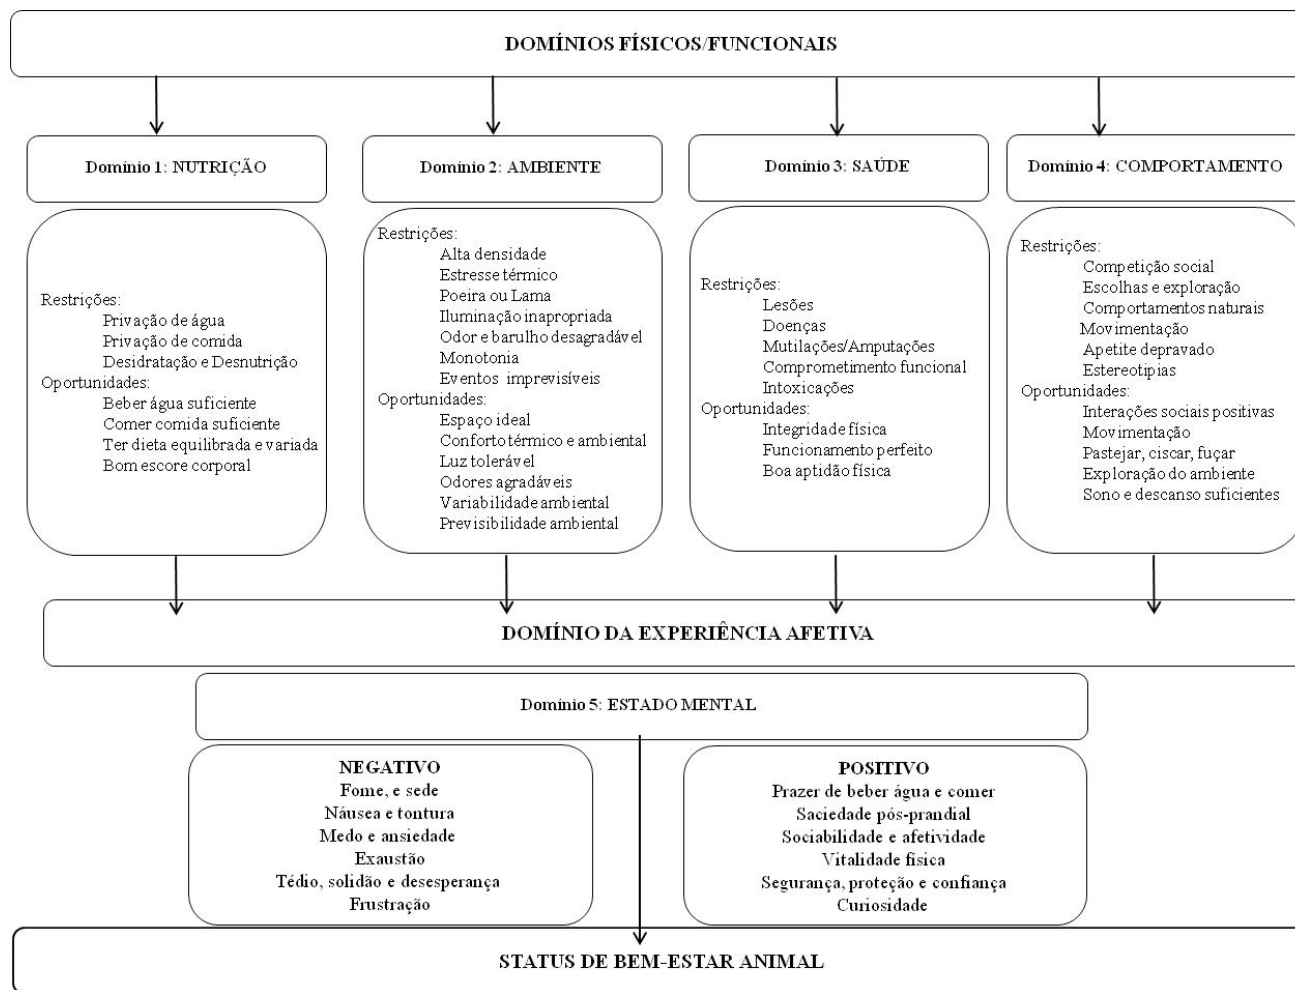 DOMÍNIOS FÍSICOS/FUNCIONAIS
Domínio 1: NUTRIÇÃO
Restrições:
Privação de água
Privação de comida
Desidratação e Desnutrição
Oportunidades:
Beber água suficiente
Comer comida suficiente
Ter dieta equilibrada e variada
Bom escore corporal
Domínio 2: AMBIENTE
Restrições:
Alta densidade
Estresse térmico
Poeira ou Lama
Iluminação inapropriada
Odor e barulho desagradável
Monotonia
Eventos imprevisíveis
Oportunidades:
Espaço ideal
Conforto térmico e ambiental
Luz tolerável
Odores agradáveis
Variabilidade ambiental
Previsibilidade ambiental
Domínio 3: SAÚDE
Restrições:
Lesões
Doenças
Mutilações/Amputações
Comprometimento funcional
Intoxicações
Oportunidades:
Integridade física
Funcionamento perfeito
Boa aptidão física
Domínio 4: COMPORTAMENTO
Restrições:
Competição social
Escolhas e exploração
Comportamentos naturais
Movimentação
Apetite depravado
Estereotipias
Oportunidades:
Interações sociais positivas
Movimentação
Pastejar, ciscar, fuçar
Exploração do ambiente
Sono e descanso suficientes
DOMÍNIO DA EXPERIÊNCIA AFETIVA
Domínio 5: ESTADO MENTAL
NEGATIVO
Fome, e sede
Náusea e tontura
Medo e ansiedade
Exaustão
Tédio, solidão e desesperança
Frustração
POSITIVO
Prazer de beber água e comer
Saciedade pós-prandial
Sociabilidade e afetividade
Vitalidade física
Segurança, proteção e confiança
Curiosidade
STATUS DE BEM-ESTAR ANIMAL